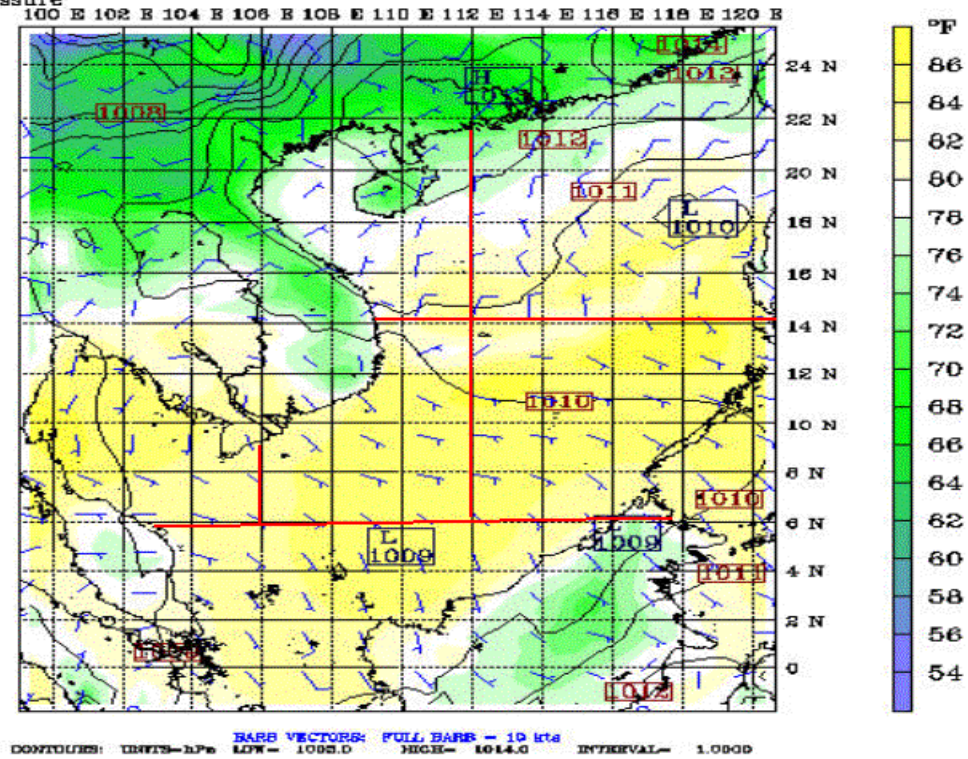 100 E 102 E 104 E 106 E 108 E 110 E 112 E 114 E 116 E 118 E 120 E
°F
1014
86
1013
24 N
H
84
1008
22 N
1012
82
20 N
1011
80
L
1010
18 N
78
76
16 N
74
14 N
72
12 N
70
1010
68
10 N
66
8 N
1010
64
6 N
62
L
1009
L
1009
60
1011
4 N
58
2 N
56
0
54
1012
BARB VECTORS: FULL BARB = 10 kts
CONTOURS: UNITS=hPa LOW= HIGH= 1014.0 INTERVAL= 1.0000